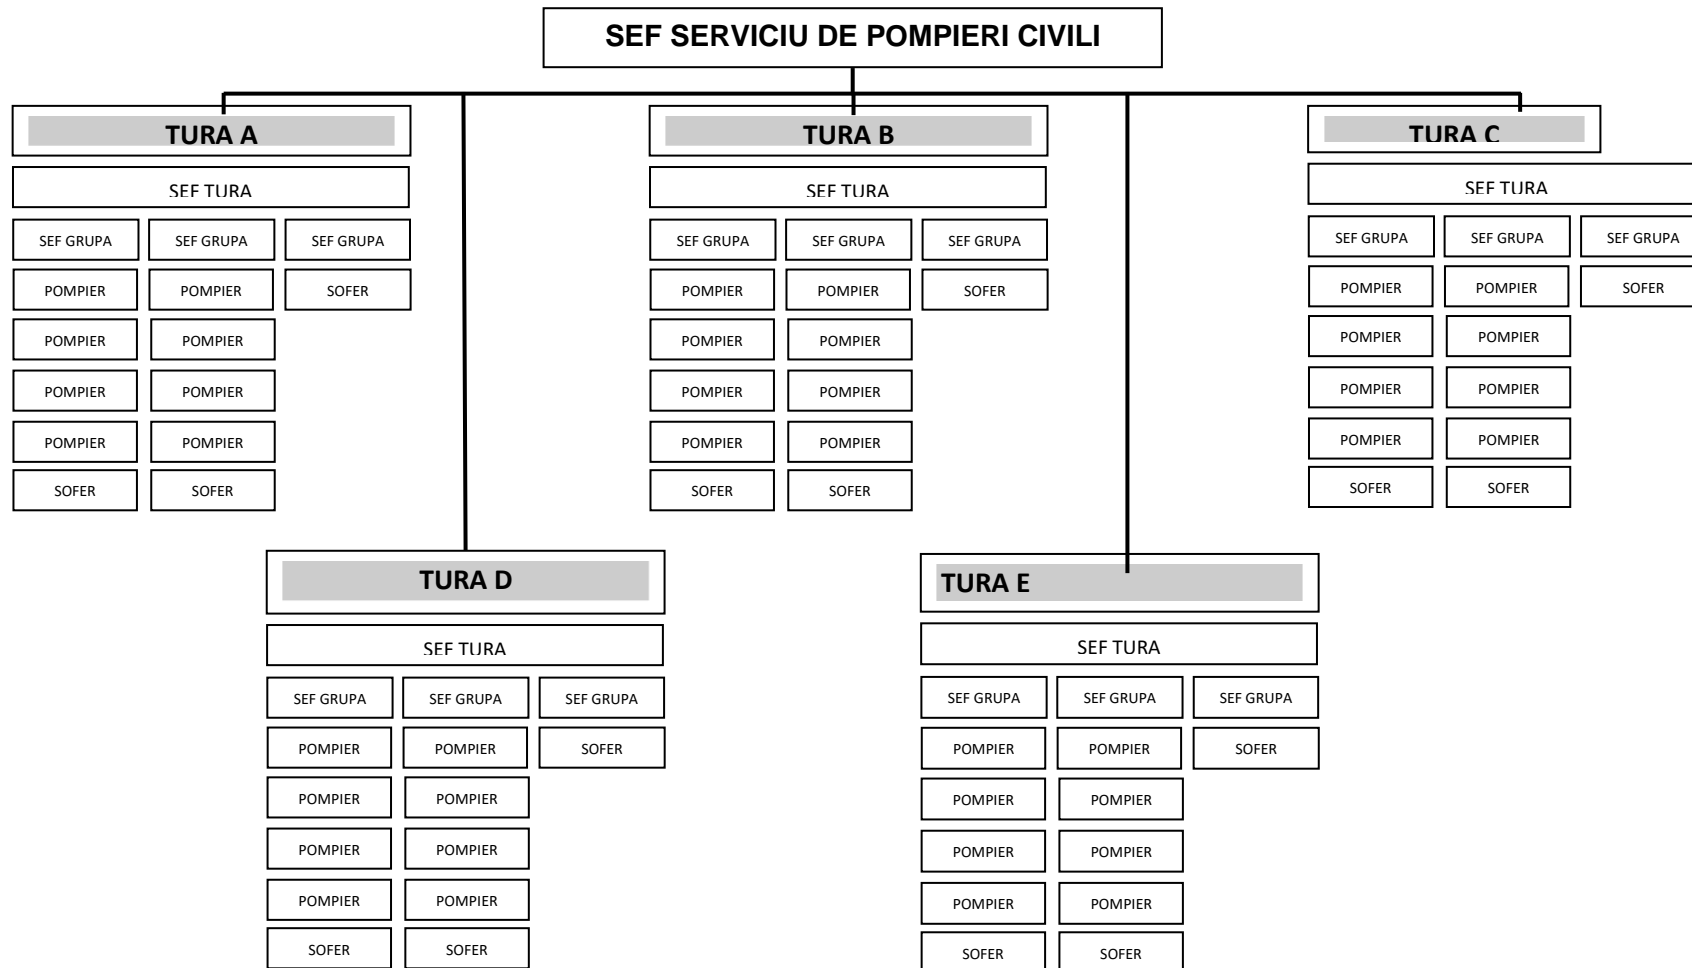 SEF SERVICIU DE POMPIERI CIVILI
TURA A
SEF TURA
SEF GRUPA SEF GRUPA SEF GRUPA
POMPIER POMPIER SOFER
POMPIER POMPIER
POMPIER POMPIER
POMPIER POMPIER
SOFER SOFER
TURA B
SEF TURA
SEF GRUPA SEF GRUPA SEF GRUPA
POMPIER POMPIER SOFER
POMPIER POMPIER
POMPIER POMPIER
POMPIER POMPIER
SOFER SOFER
TURA C
SEF TURA
SEF GRUPA SEF GRUPA SEF GRUPA
POMPIER POMPIER SOFER
POMPIER POMPIER
POMPIER POMPIER
POMPIER POMPIER
SOFER SOFER
TURA D
SEF TURA
SEF GRUPA SEF GRUPA SEF GRUPA
POMPIER POMPIER SOFER
POMPIER POMPIER
POMPIER POMPIER
POMPIER POMPIER
SOFER SOFER
TURA E
SEF TURA
SEF GRUPA SEF GRUPA SEF GRUPA
POMPIER POMPIER SOFER
POMPIER POMPIER
POMPIER POMPIER
POMPIER POMPIER
SOFER SOFER